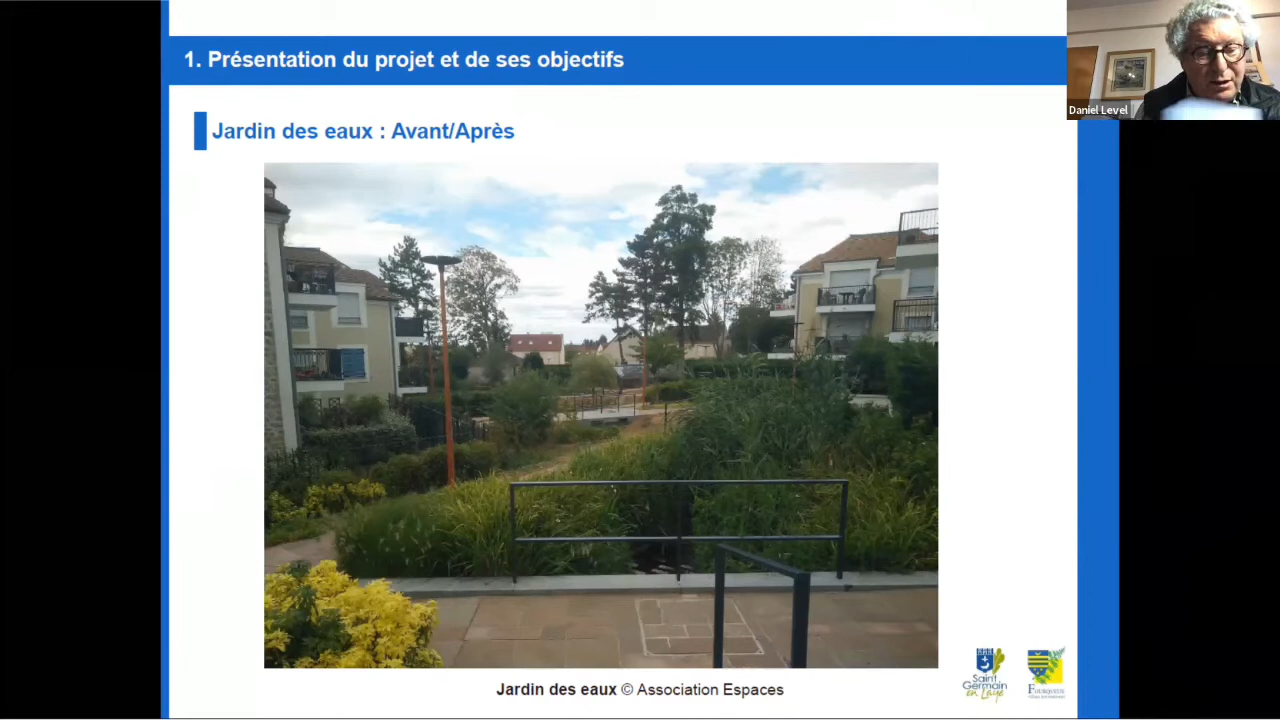 1. Présentation du projet et de ses objectifs
Daniel Level
Jardin des eaux : Avant/Après
Saint
Germain
en Laye
FOURQUEUX
Jardin des eaux © Association Espaces